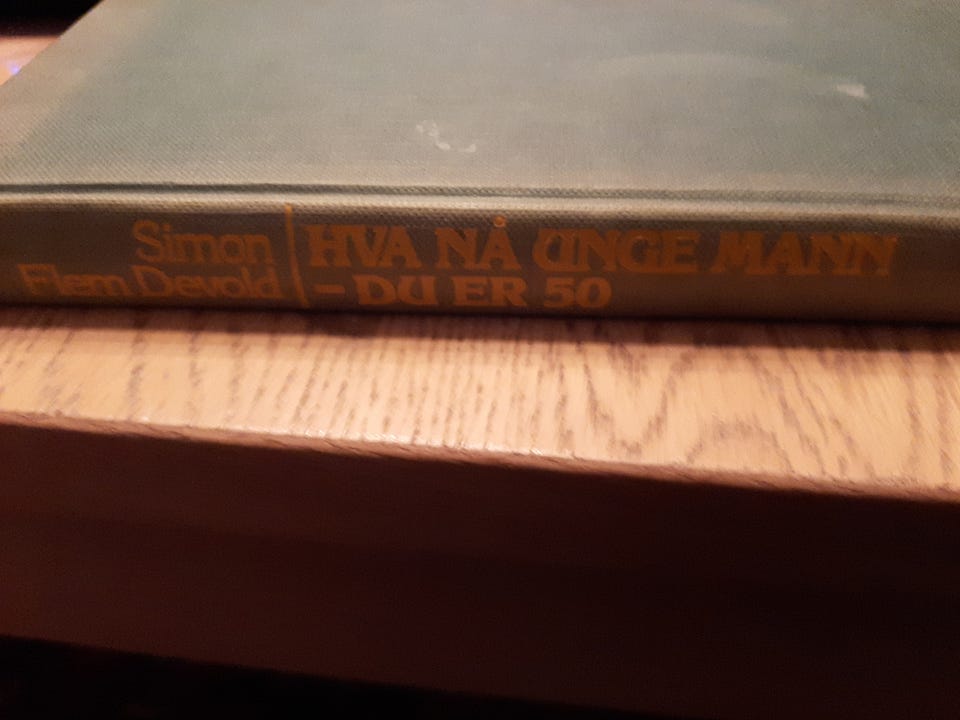 Simon
Flem Devold
HVA NÅ UNGE MANN
– DU ER 50